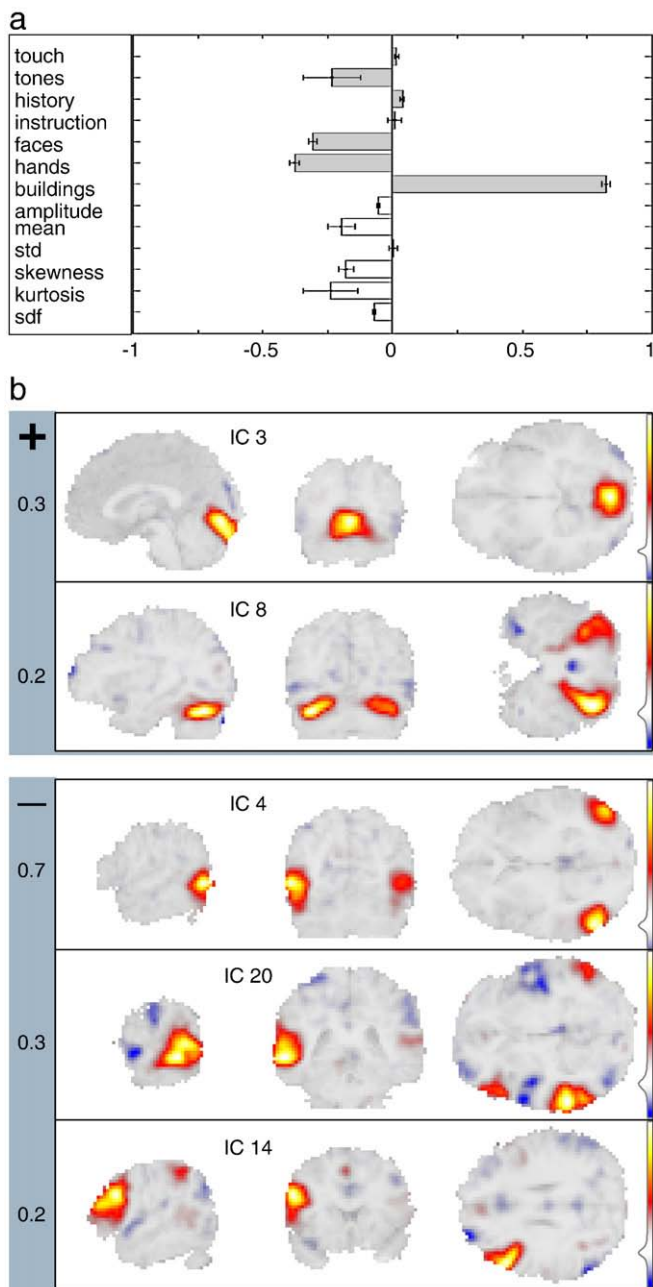 a
touch
tones
history
instruction
faces
hands
buildings
amplitude
mean
std
skewness
kurtosis
sdf
-1 -0.5 0 0.5 1
b
+
IC 3
0.3
IC 8
0.2
–
IC 4
0.7
IC 20
0.3
IC 14
0.2